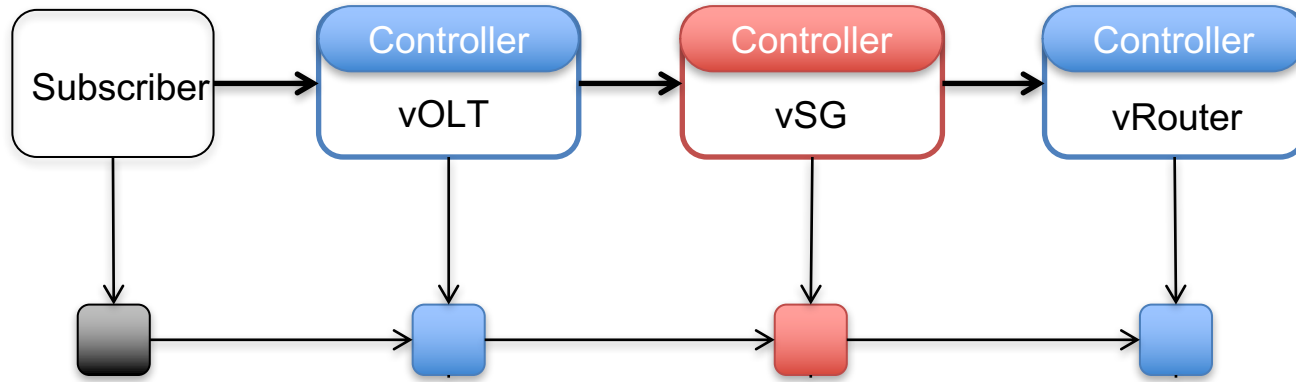 Controller
Controller
Controller
Subscriber
vOLT
vSG
vRouter